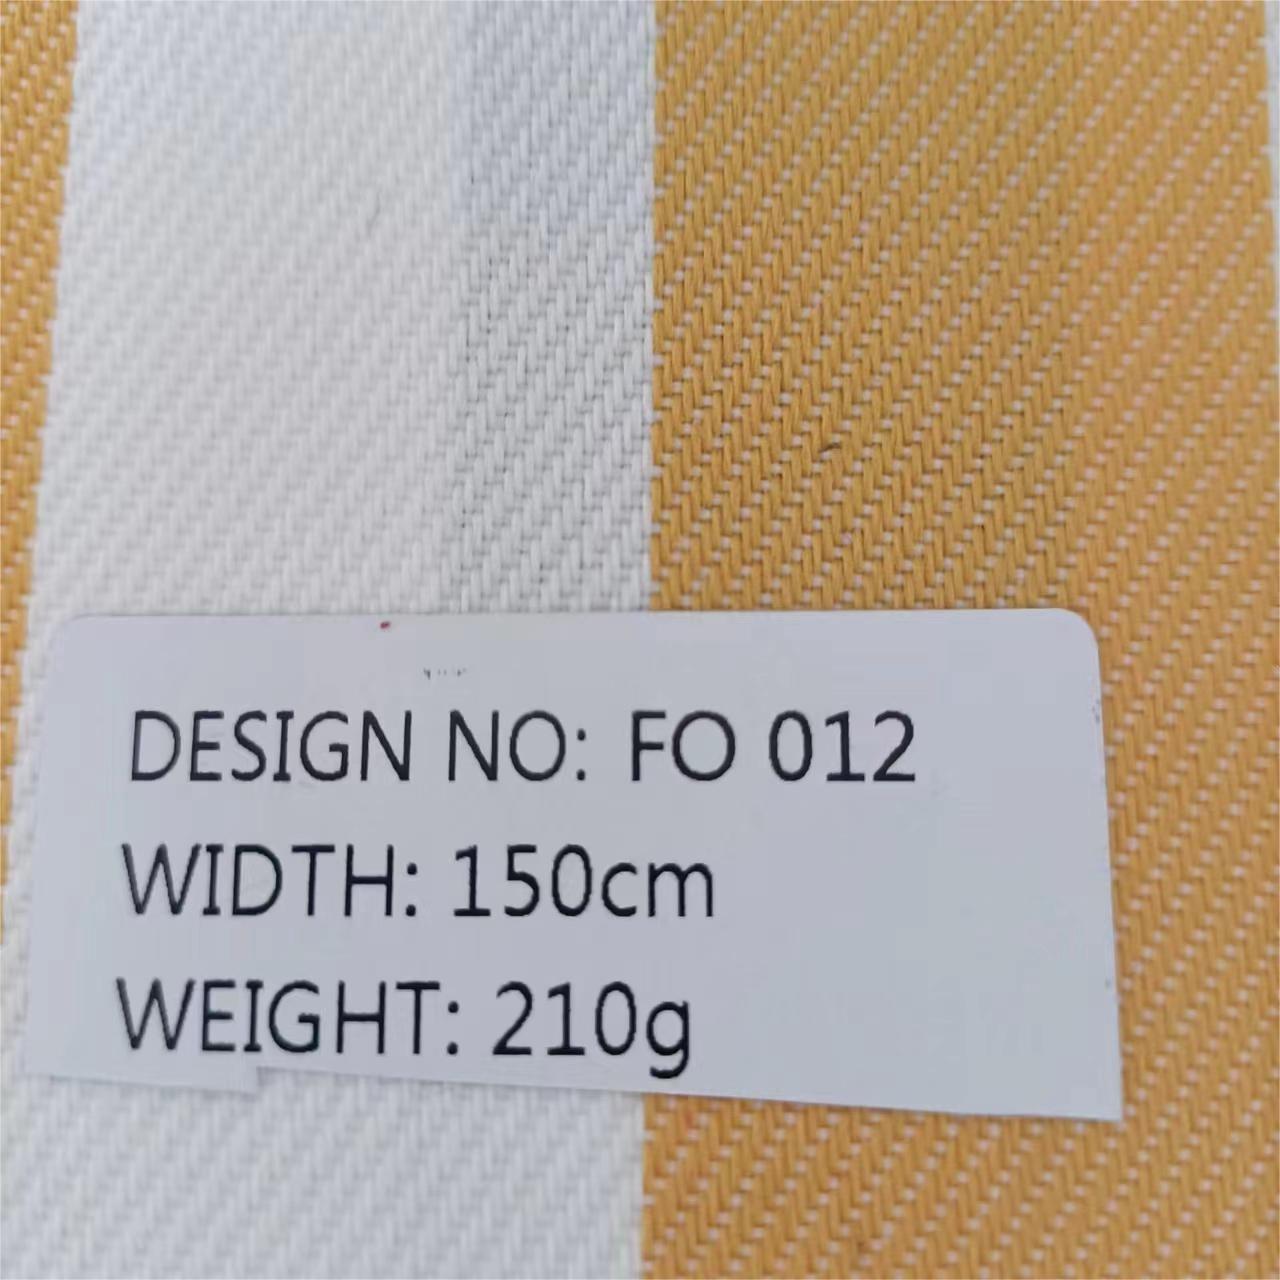 DESIGN NO: FO 012
WIDTH: 150cm
WEIGHT: 210g